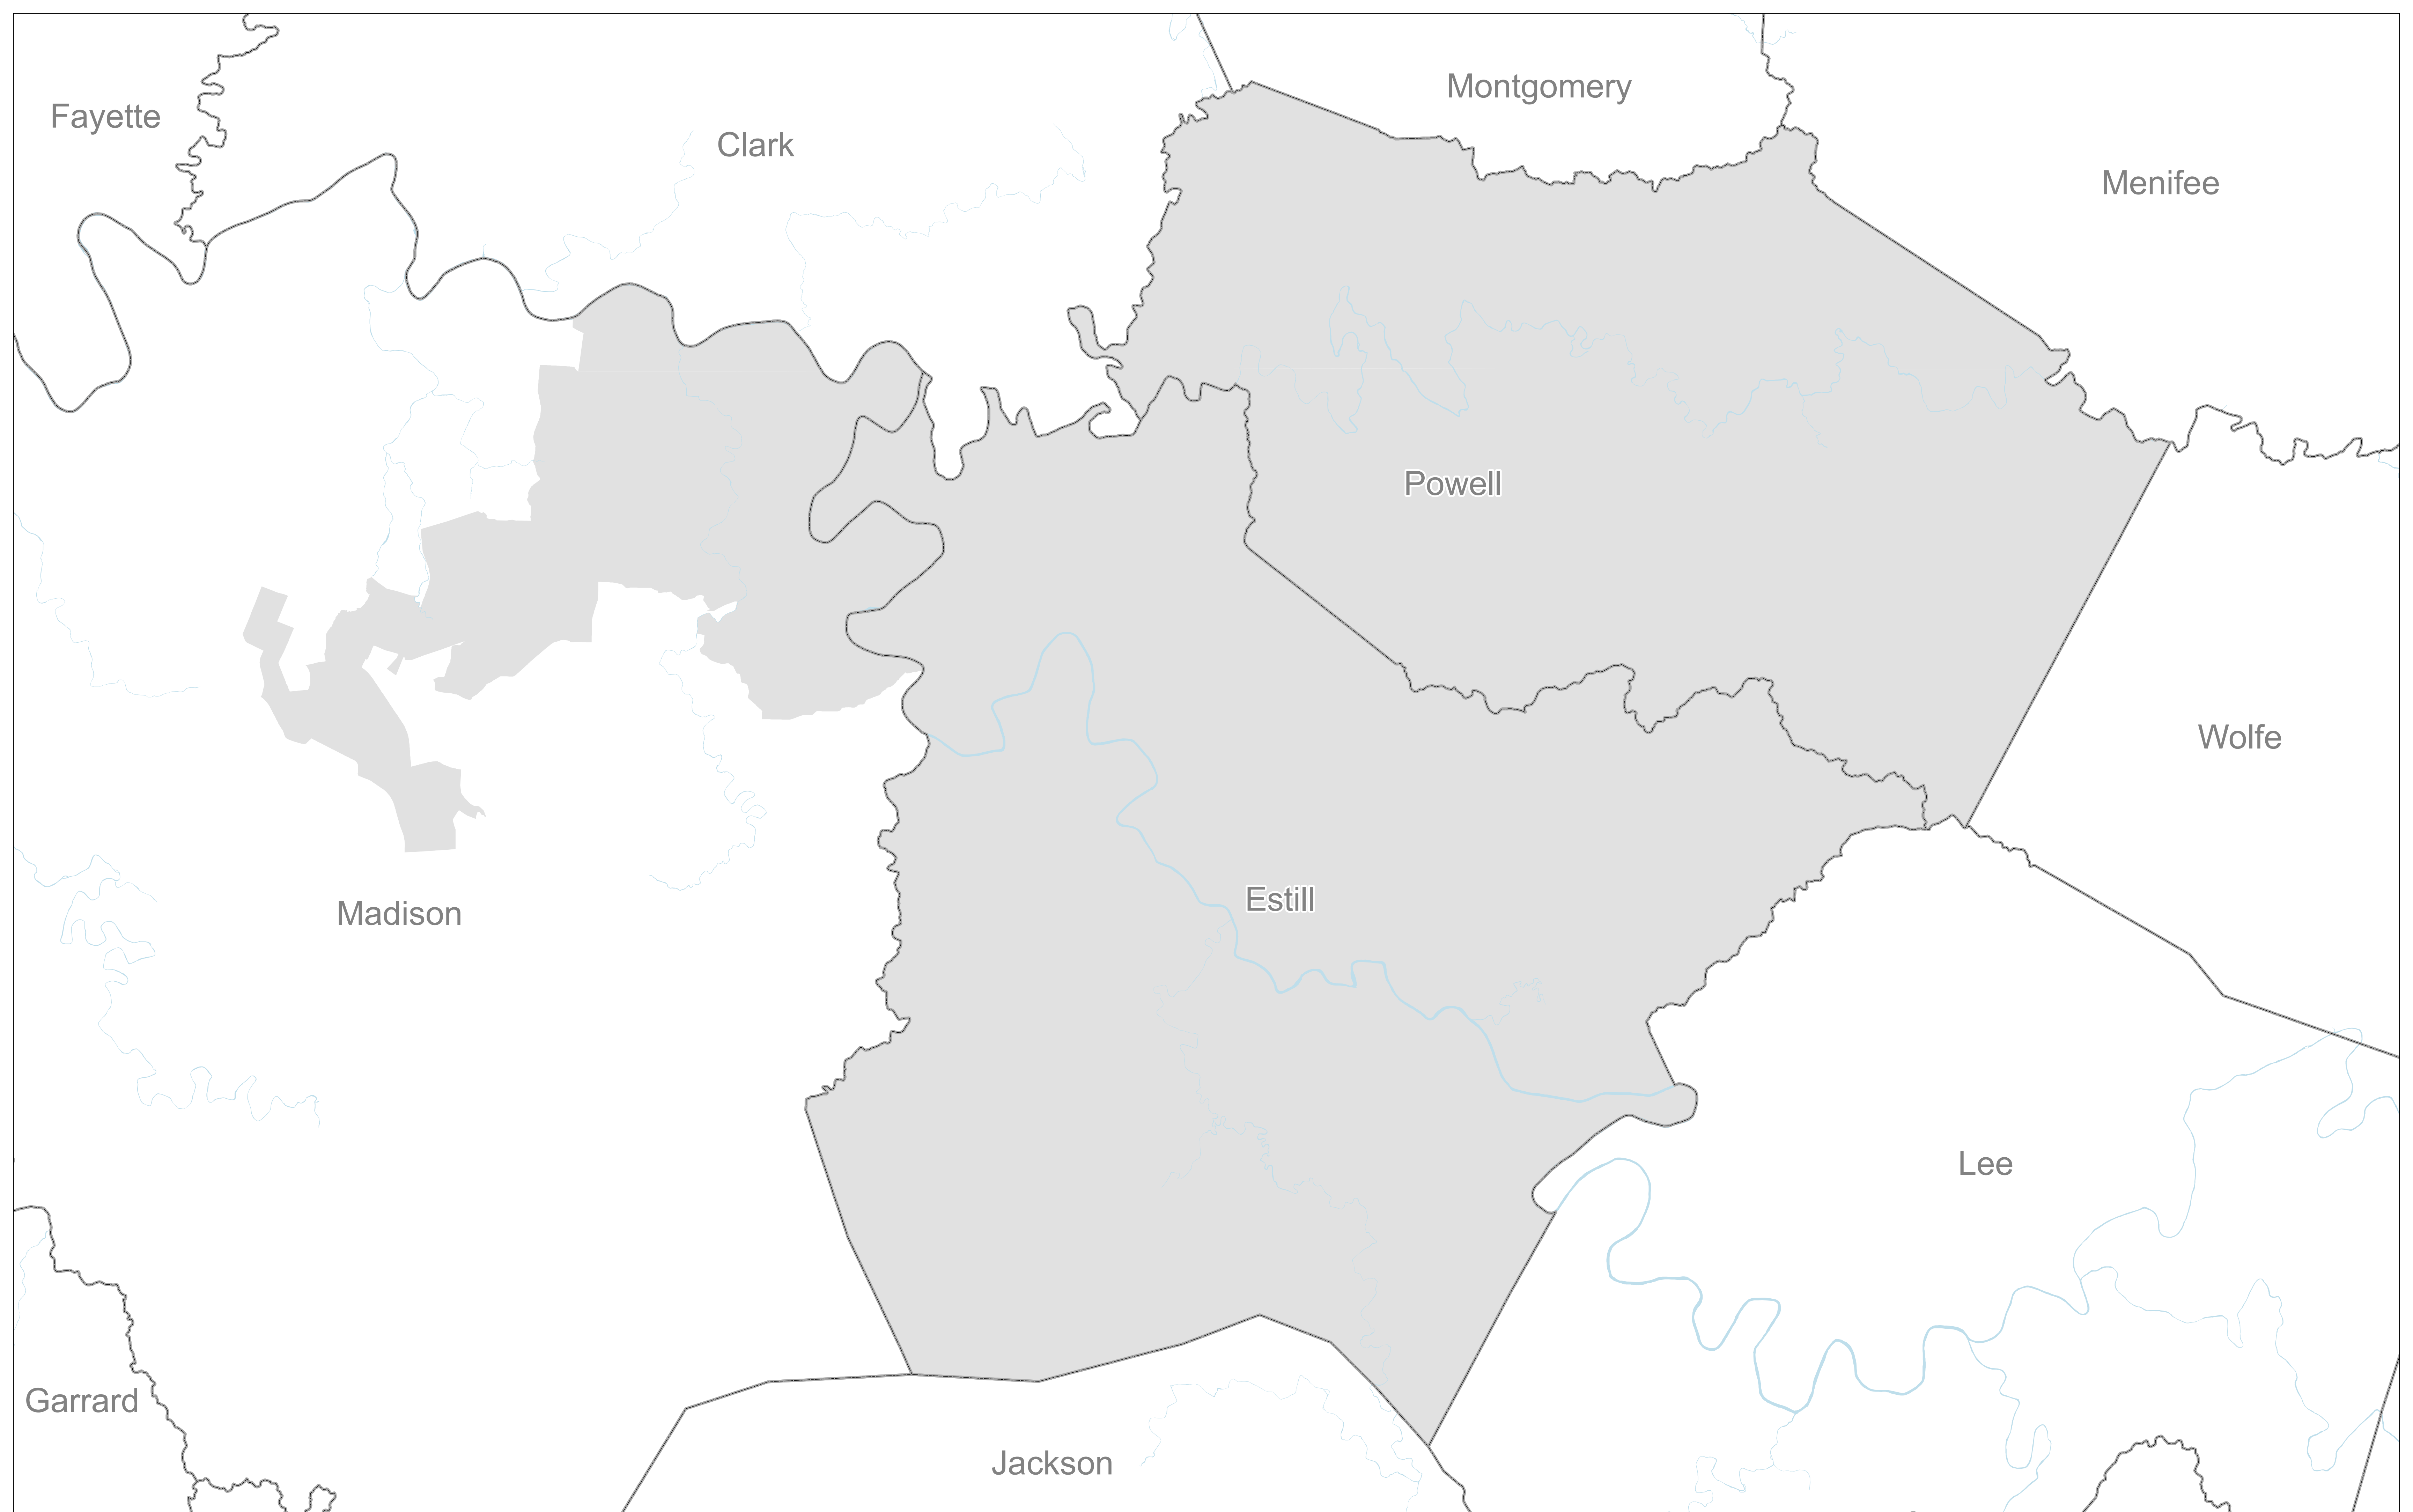 Montgomery
Fayette
Clark
Menifee
Powell
Wolfe
Estill
Madison
Lee
Garrard
Jackson